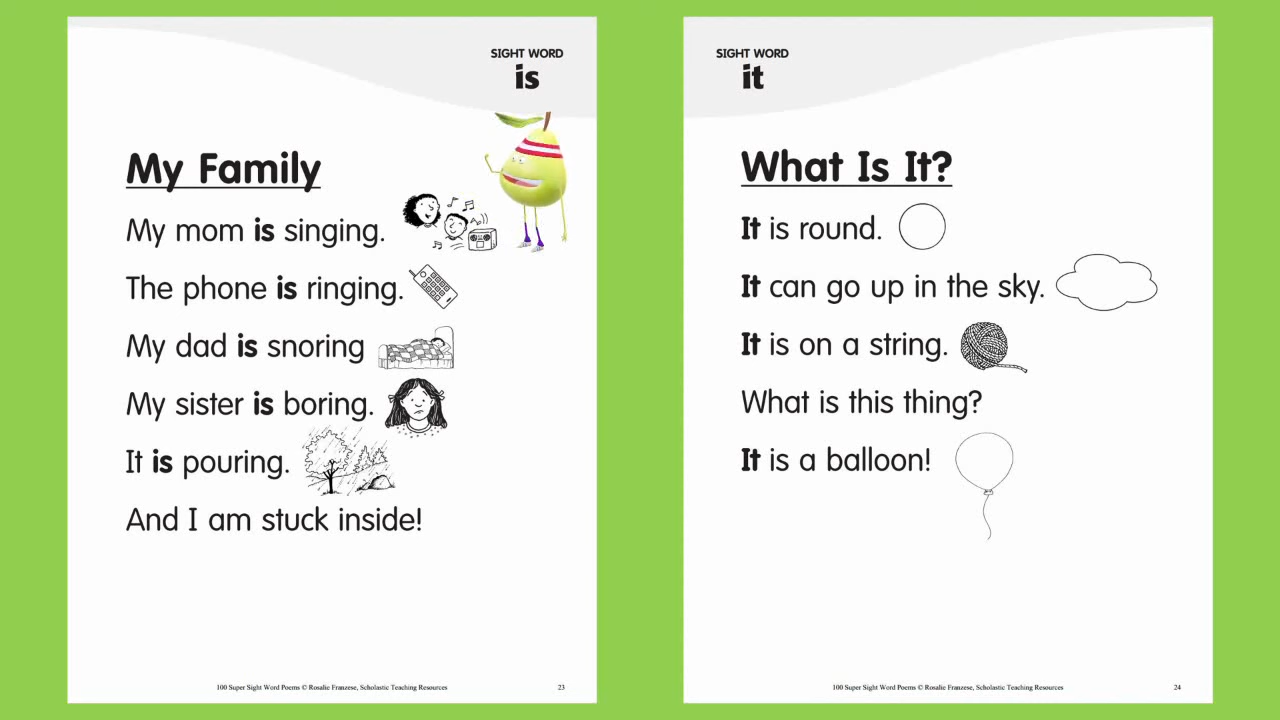 SIGHT WORD
is
My Family
My mom is singing.
The phone is ringing.
My dad is snoring
My sister is boring.
It is pouring.
And I am stuck inside!
100 Super Sight Word Poems © Rosalie Franzese, Scholastic Teaching Resources
23
SIGHT WORD
it
What Is It?
It is round.
It can go up in the sky.
It is on a string.
What is this thing?
It is a balloon!
100 Super Sight Word Poems © Rosalie Franzese, Scholastic Teaching Resources
24